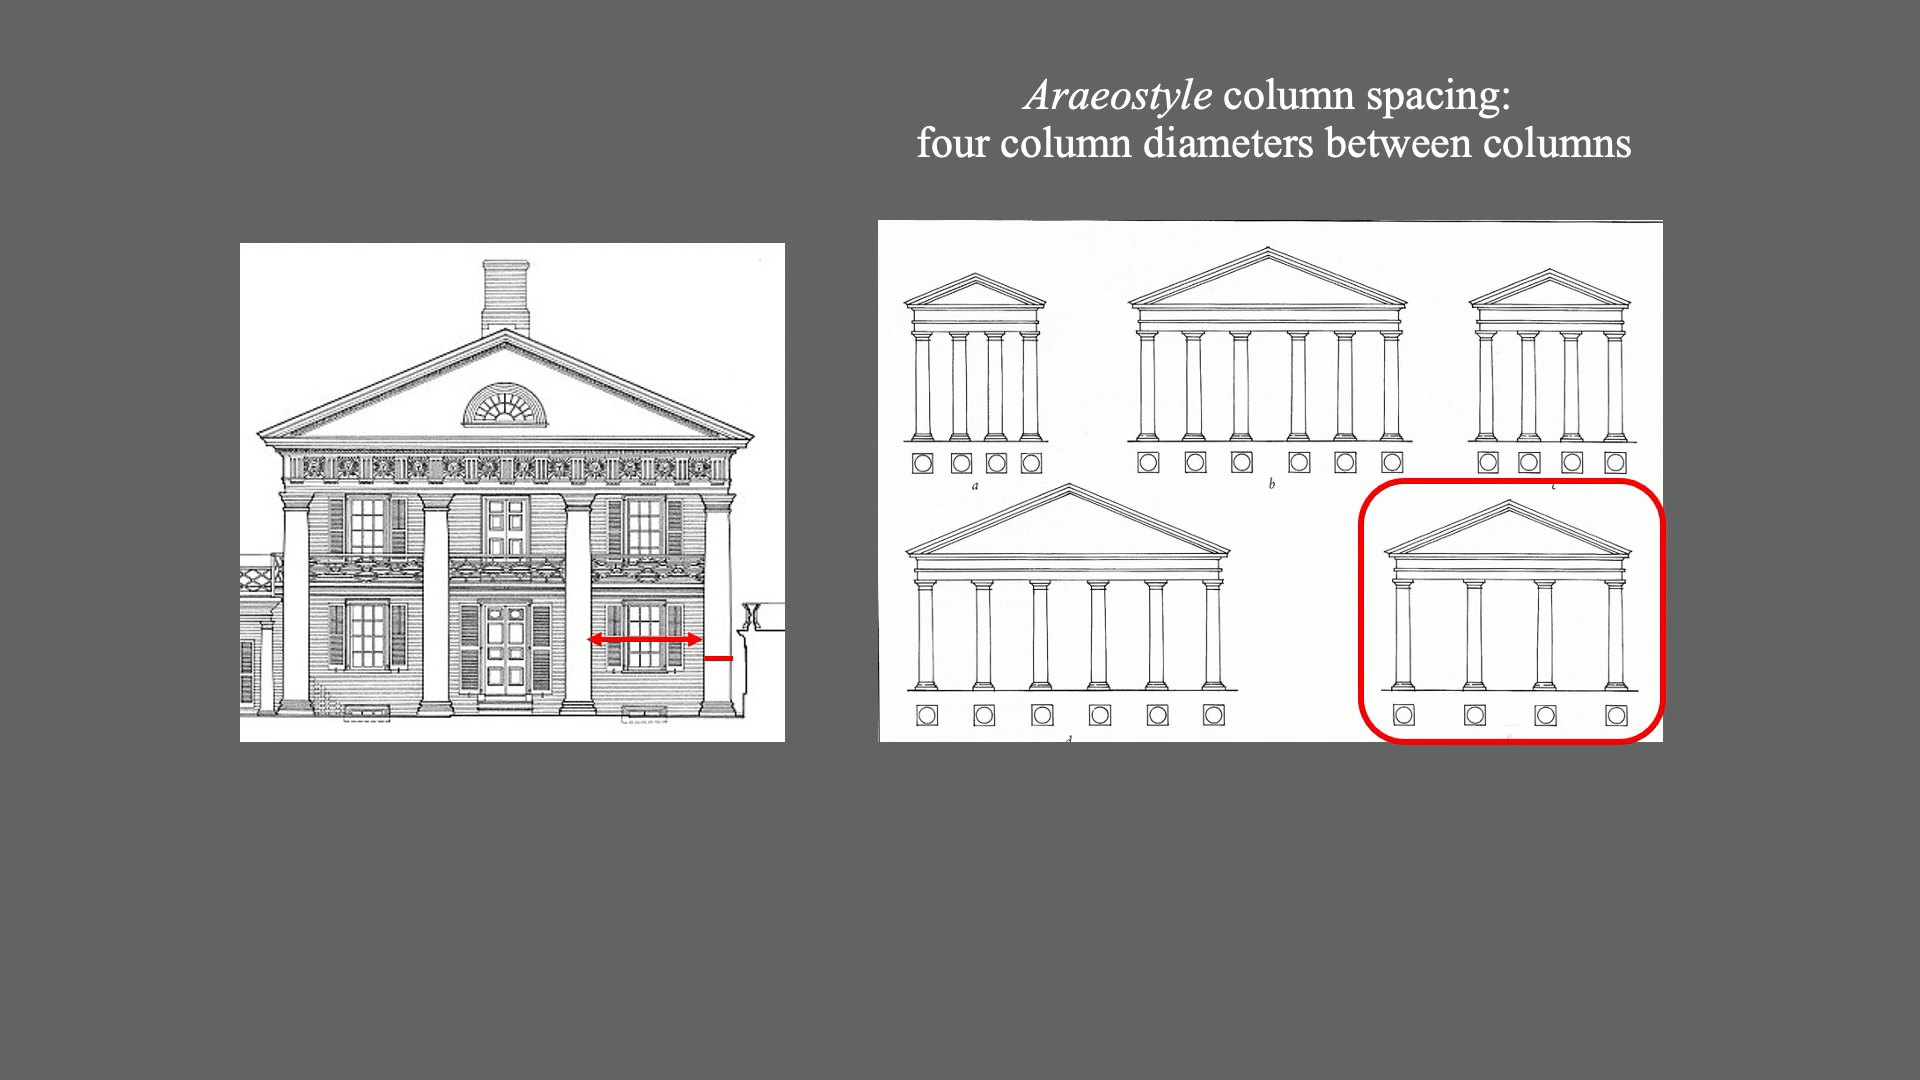 Araeostyle column spacing:
four column diameters between columns
a
b
c
d